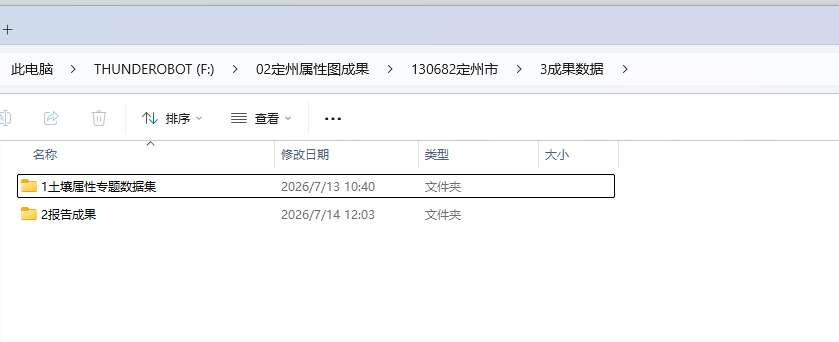 此电脑 > THUNDEROBOT (F:) > 02定州属性图成果 > 130682定州市 > 3成果数据 >
排序 查看 ...
名称 修改日期 类型 大小
1土壤属性专题数据集 2026/7/13 10:40 文件夹
2报告成果 2026/7/14 12:03 文件夹